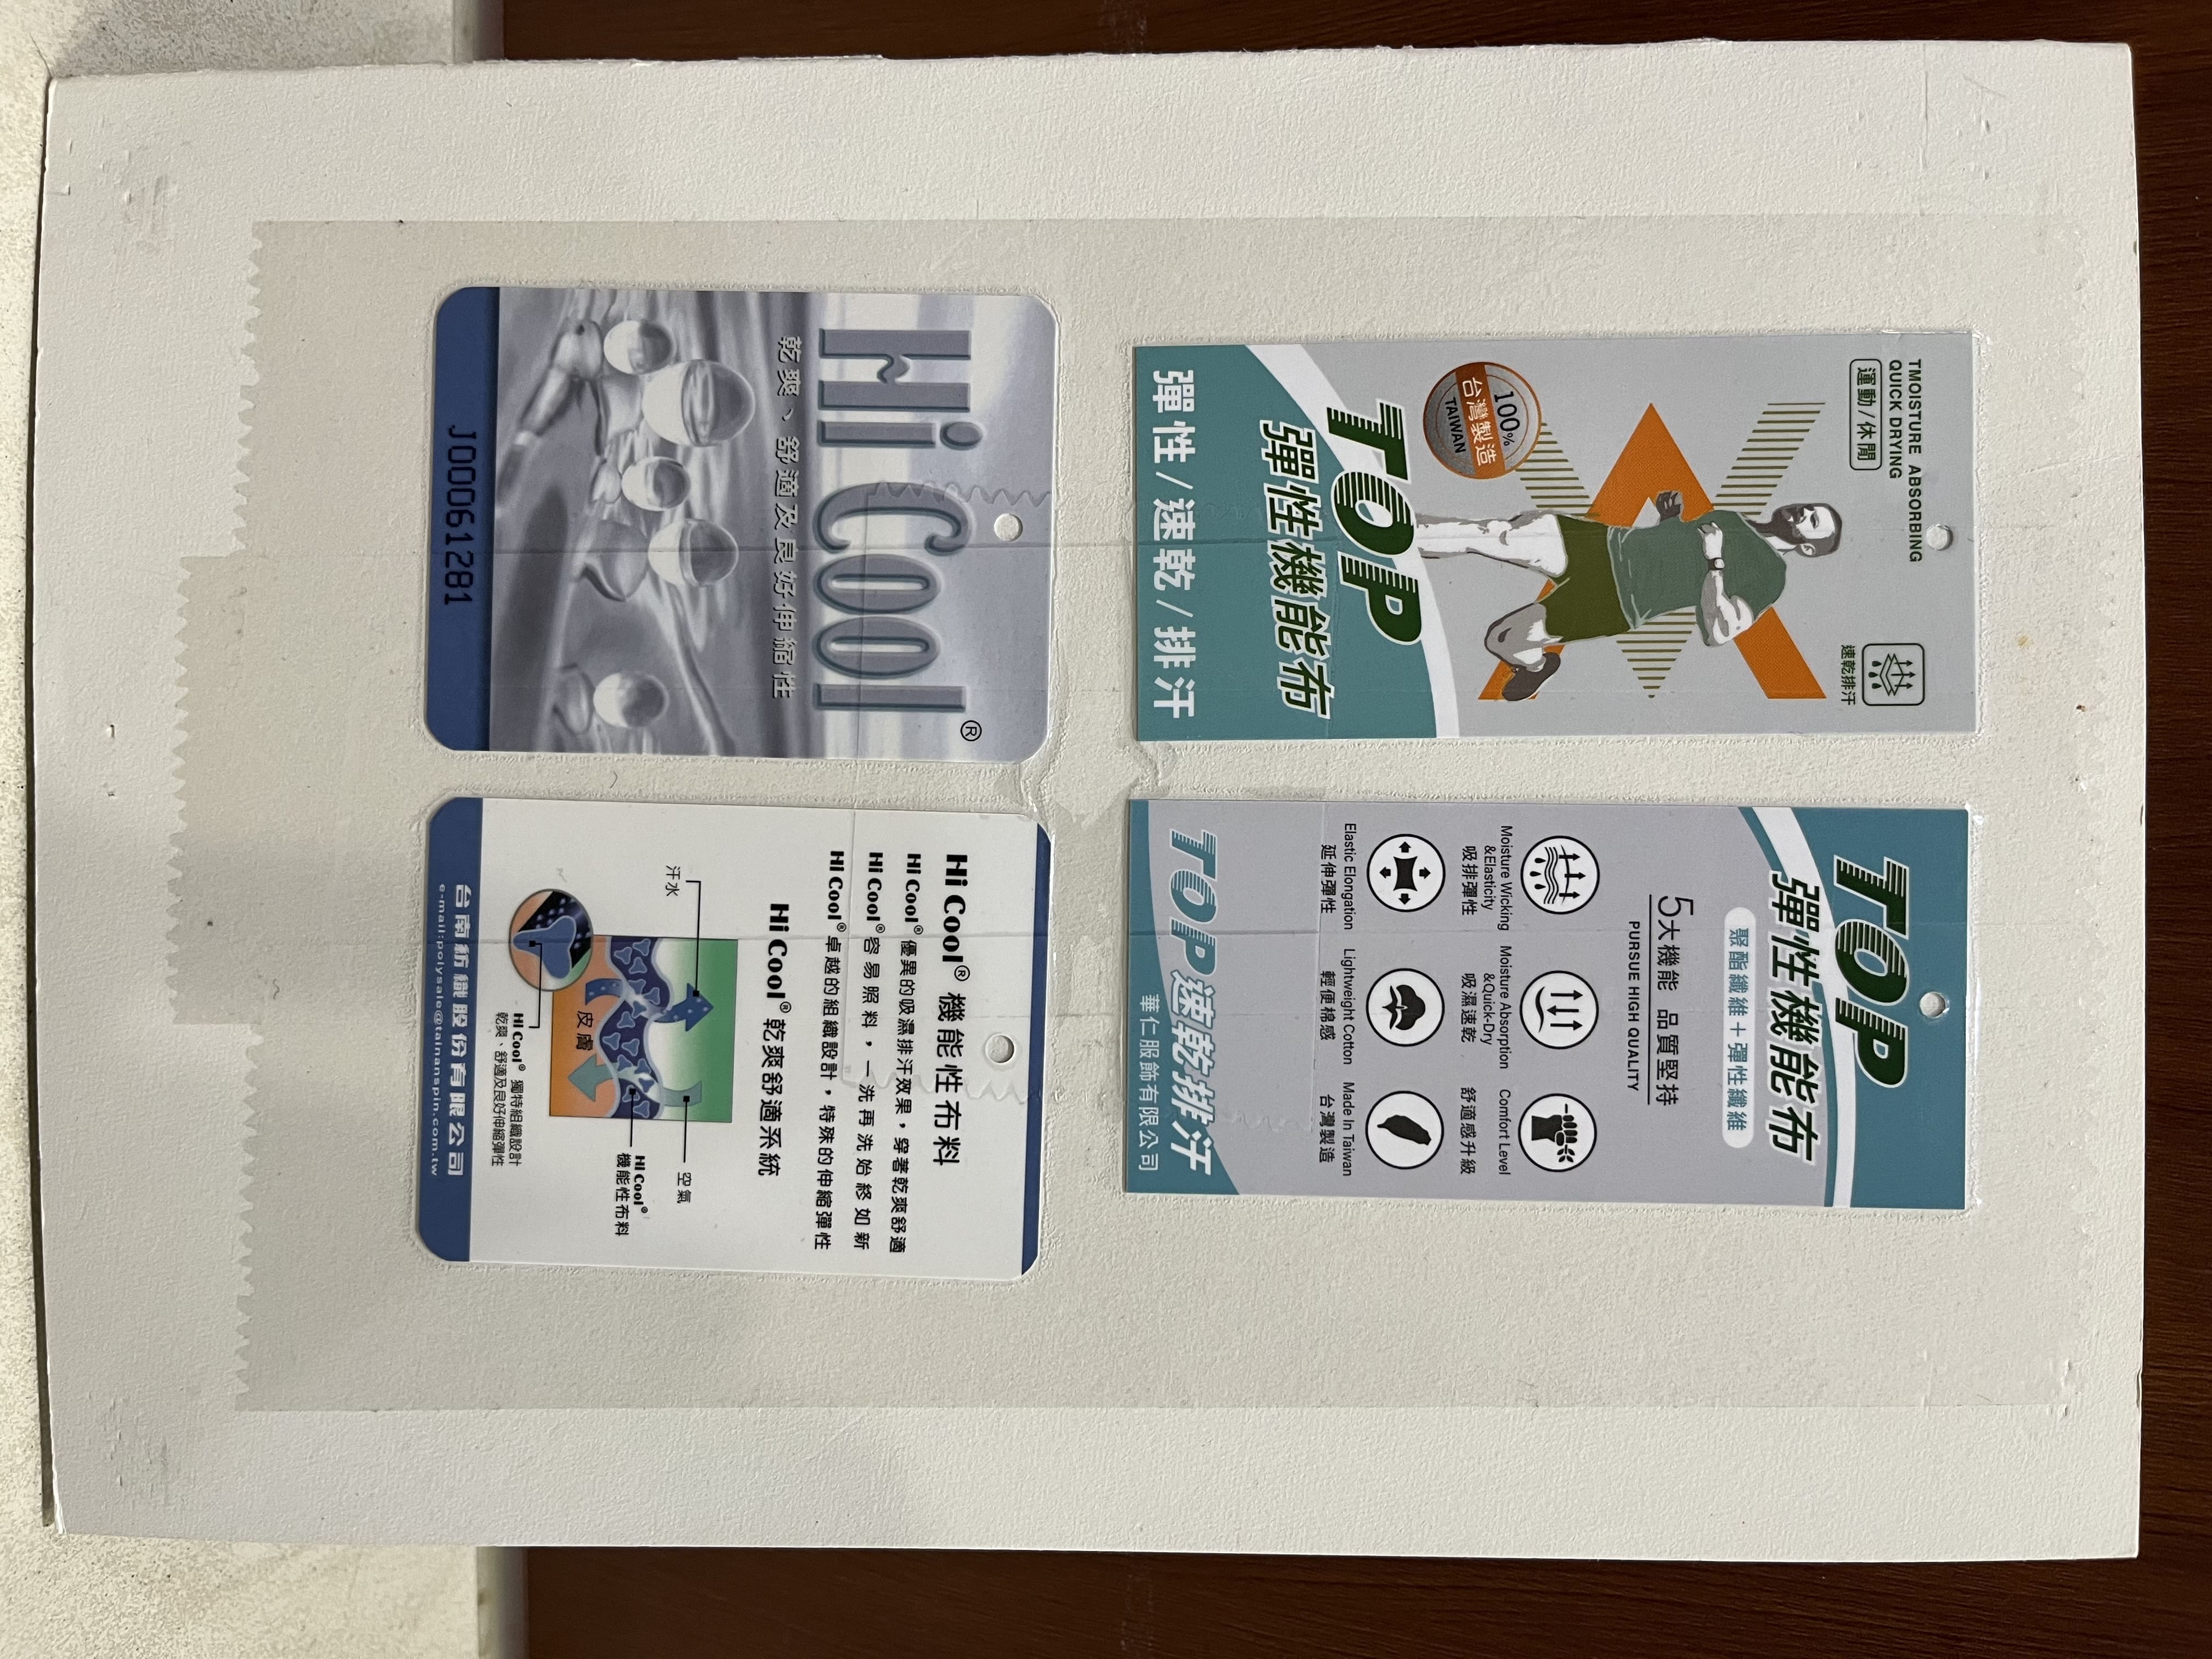 TMOISTURE ABSORBING
QUICK DRYING
運動/休閒
速乾排汗
100%
台灣製造
TAIWAN
TOP
彈性機能布
彈性/速乾/排汗
TOP
彈性機能布
聚酯纖維＋彈性纖維
5大機能 品質堅持
PURSUE HIGH QUALITY
Moisture Wicking
&Elasticity
吸排彈性
Moisture Absorption
&Quick-Dry
吸濕速乾
Comfort Level
舒適感升級
Elastic Elongation
延伸彈性
Lightweight Cotton
輕便棉感
Made In Taiwan
台灣製造
TOP速乾排汗
華仁服飾有限公司
Hi Cool®
乾爽、舒適及良好伸縮性
J00061281
Hi Cool® 機能性布料
Hi Cool®優異的吸濕排汗效果，穿著乾爽舒適
Hi Cool®容易照料，一洗再洗始終如新
Hi Cool®卓越的組織設計，特殊的伸縮彈性
Hi Cool®乾爽舒適系統
汗水
空氣
Hi Cool®
機能性布料
皮膚
Hi Cool® 獨特組織設計
乾爽、舒適及良好伸縮彈性
台南紡織股份有限公司
e-mail:polysale@tainanspin.com.tw